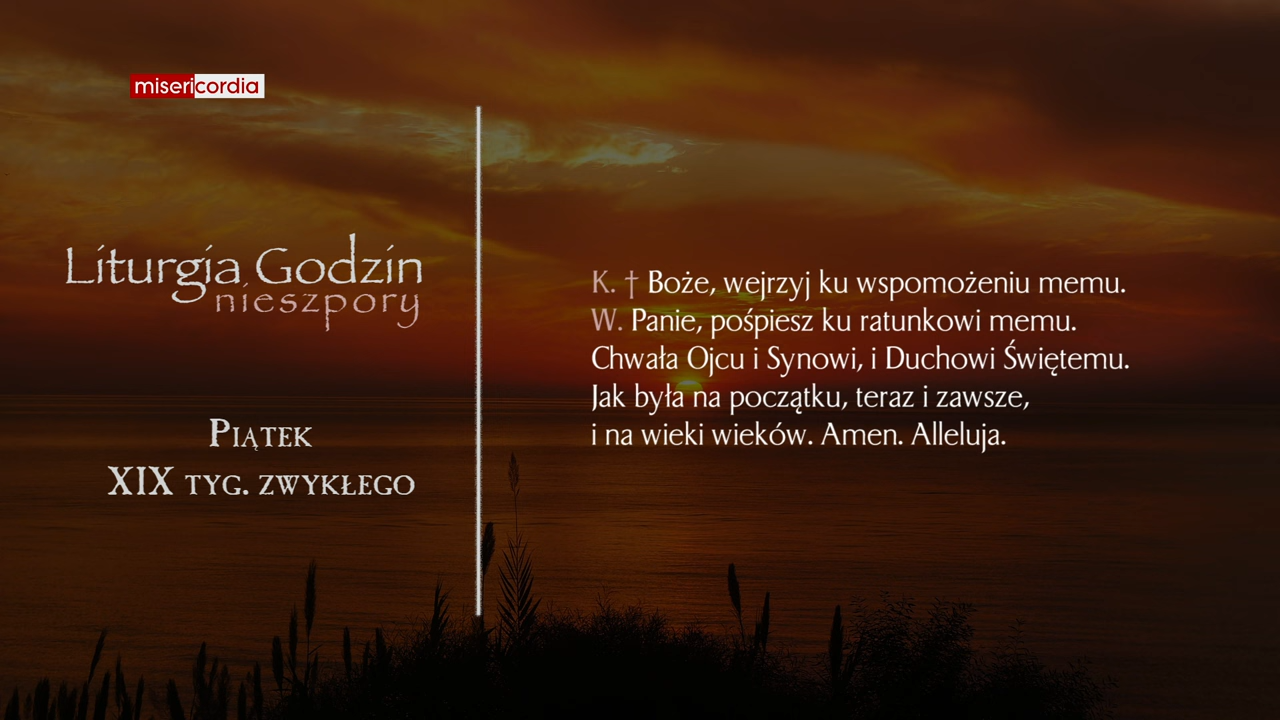 misericordia
Liturgia Godzin
nieszpory
Piątek
XIX tyg. zwykłego
K. † Boże, wejrzyj ku wspomożeniu memu.
W. Panie, pośpiesz ku ratunkowi memu.
Chwała Ojcu i Synowi, i Duchowi Świętemu.
Jak była na początku, teraz i zawsze,
i na wieki wieków. Amen. Alleluja.